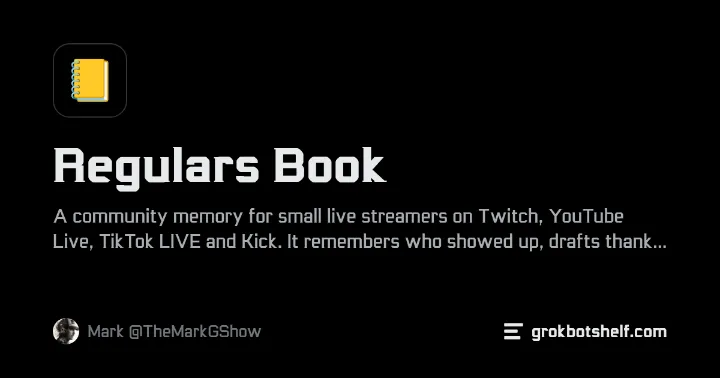 Regulars Book
A community memory for small live streamers on Twitch, YouTube
Live, TikTok LIVE and Kick. It remembers who showed up, drafts thank...
Mark @TheMarkGShow
grokbotshelf.com